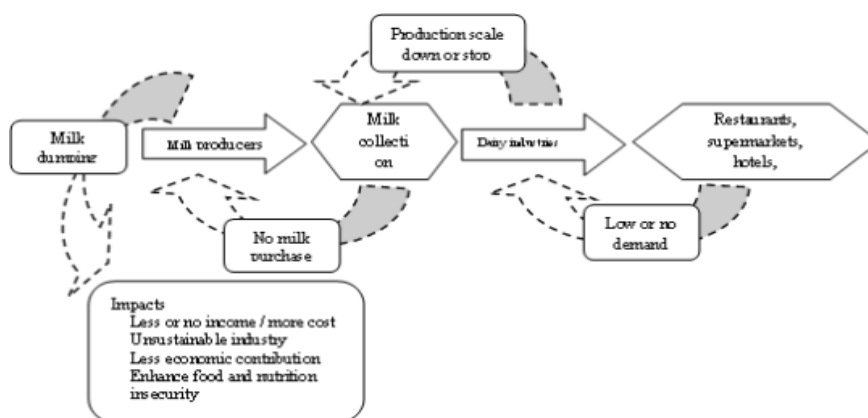 Production scale
down or stop
Milk
dumping
Milk producers
Milk
collecti
on
Dairy industries
Restaurants,
supermarkets,
hotels,
No milk
purchase
Low or no
demand
Impacts
Less or no income / more cost
Unsustainable industry
Less economic contribution
Enhance food and nutrition
insecurity